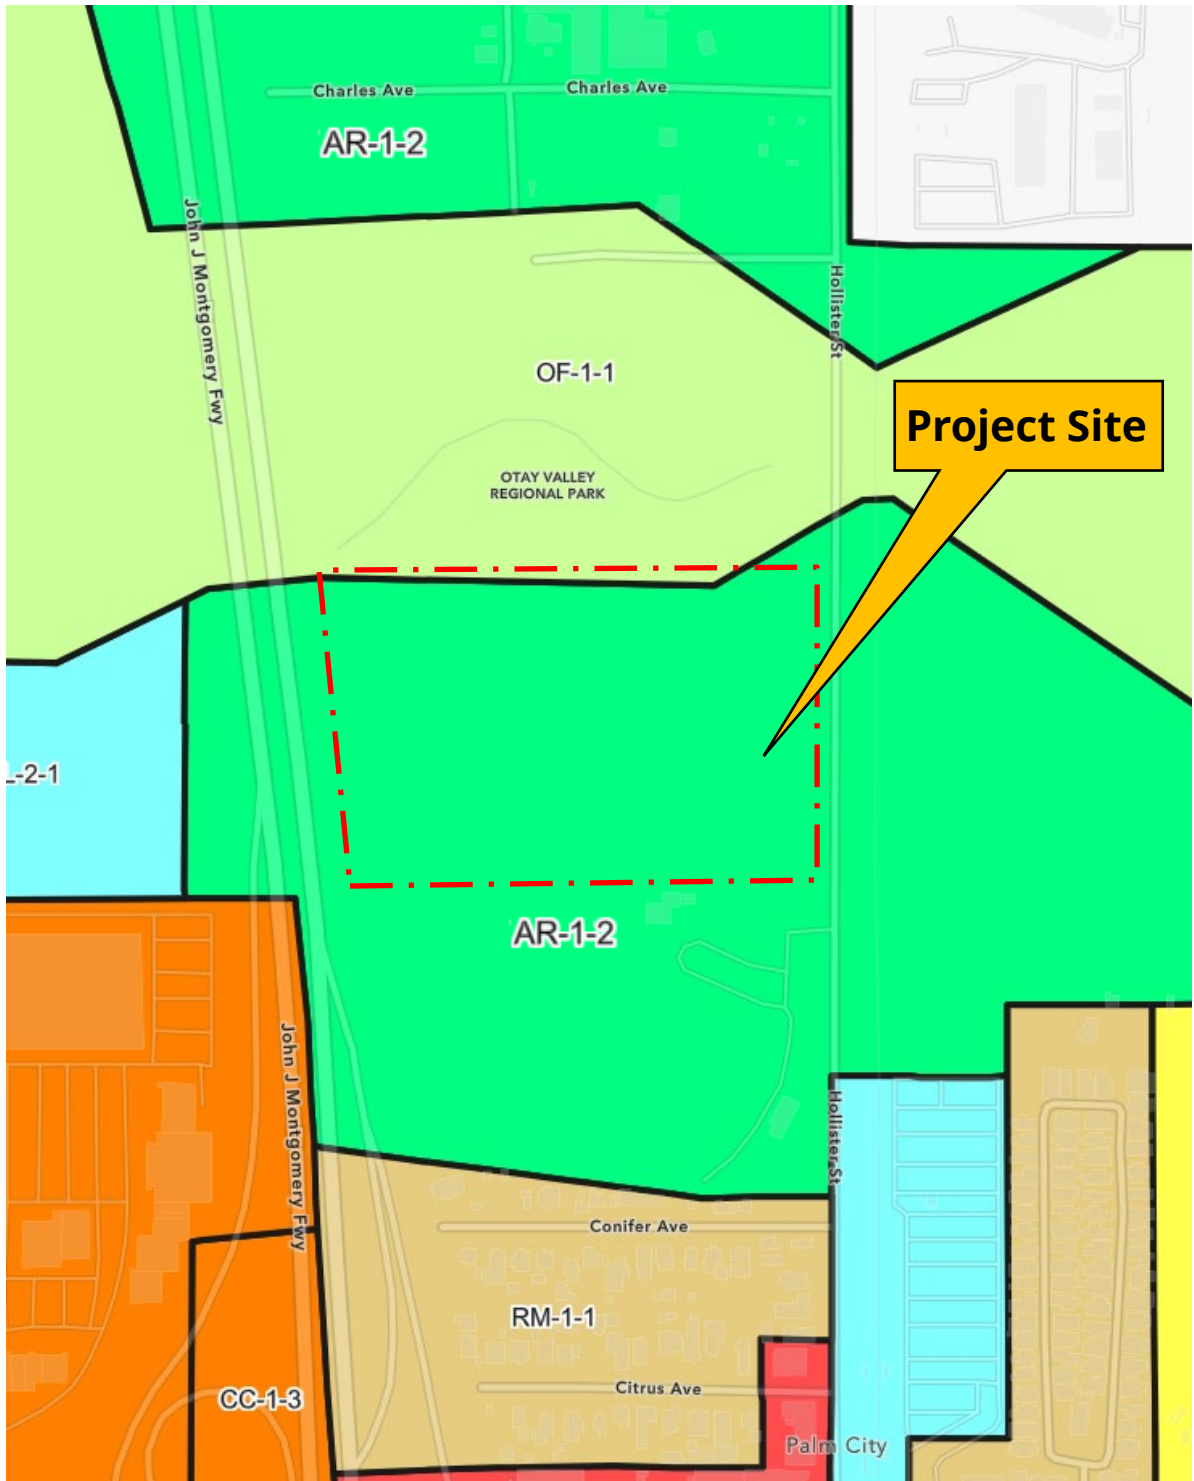 Charles Ave
Charles Ave
AR-1-2
John J Montgomery Fwy
Hollister St
OF-1-1
Project Site
OTAY VALLEY
REGIONAL PARK
L-2-1
AR-1-2
John J Montgomery Fwy
Hollister St
Conifer Ave
RM-1-1
Citrus Ave
CC-1-3
Palm City